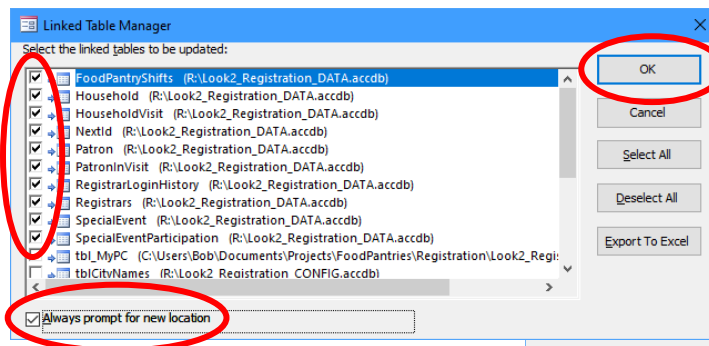 Linked Table Manager
Select the linked tables to be updated:
FoodPantryShifts (R:\Look2_Registration_DATA.accdb)
Household (R:\Look2_Registration_DATA.accdb)
HouseholdVisit (R:\Look2_Registration_DATA.accdb)
NextId (R:\Look2_Registration_DATA.accdb)
Patron (R:\Look2_Registration_DATA.accdb)
PatronInVisit (R:\Look2_Registration_DATA.accdb)
RegistrarLoginHistory (R:\Look2_Registration_DATA.accdb)
Registrars (R:\Look2_Registration_DATA.accdb)
SpecialEvent (R:\Look2_Registration_DATA.accdb)
SpecialEventParticipation (R:\Look2_Registration_DATA.accdb)
tbl_MyPC (C:\Users\Bob\Documents\Projects\FoodPantries\Registration\Look2_Regis
tblCityNames (R:\Look2_Registration_CONFIG.accdb)
Always prompt for new location
OK
Cancel
Select All
Deselect All
Export To Excel